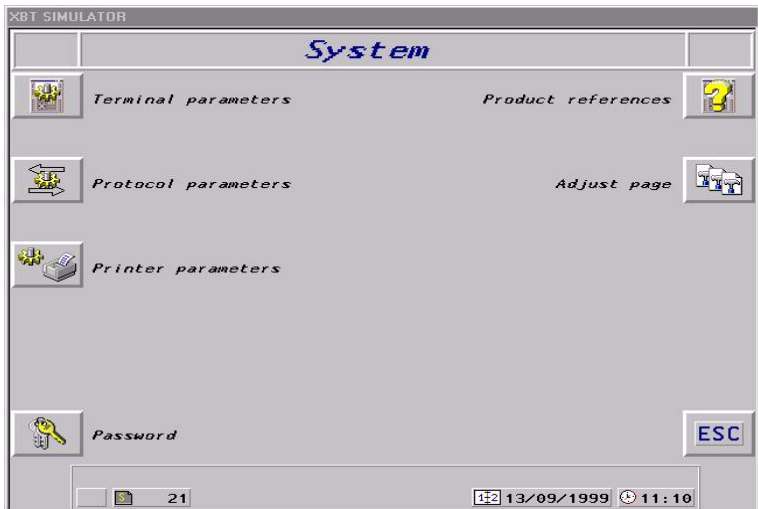 XBT SIMULATOR
System
Terminal parameters
Product references
Protocol parameters
Adjust page
Printer parameters
Password
ESC
21
13/09/1999
11:10